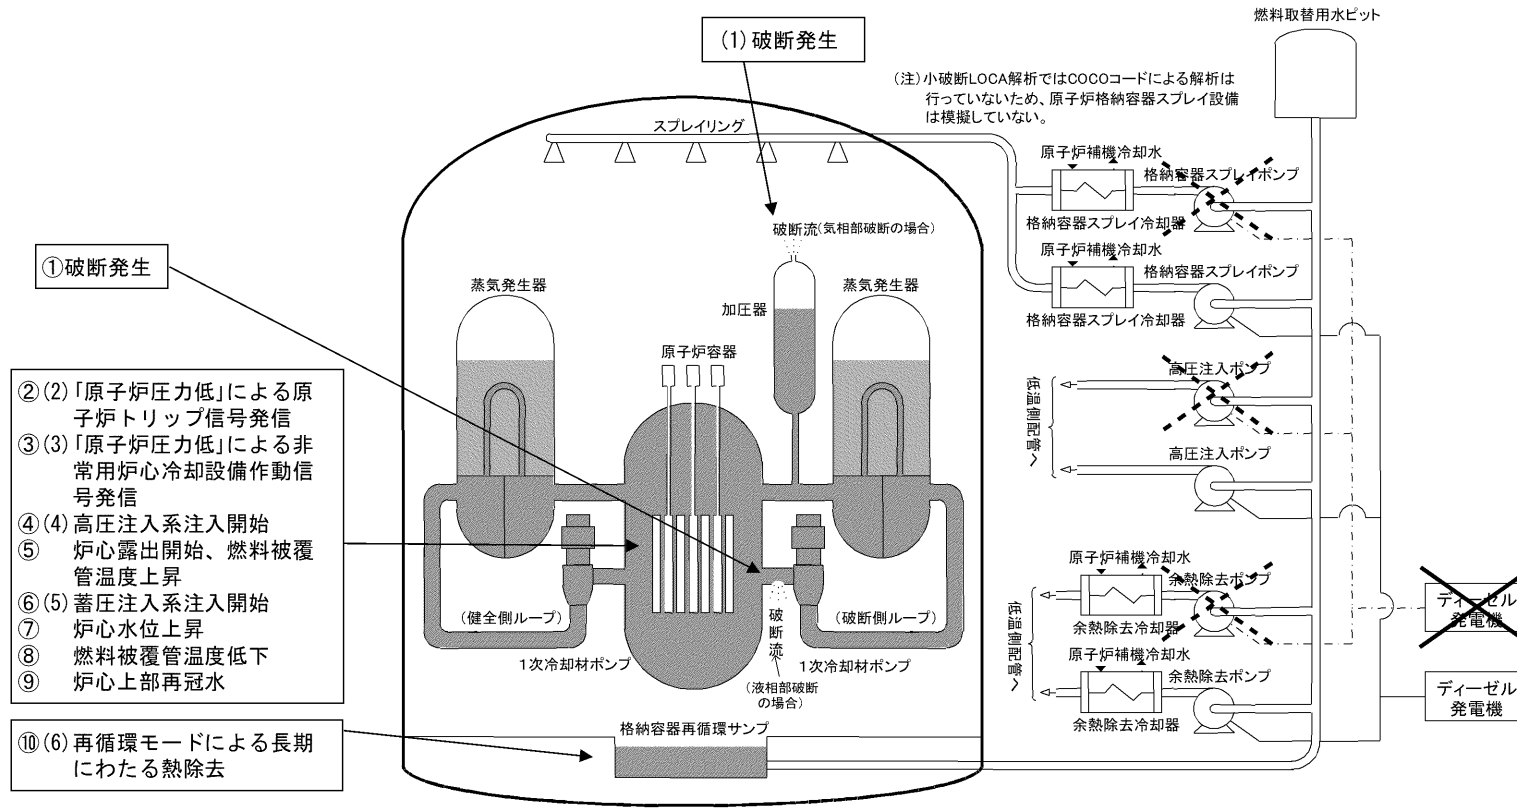 燃料取替用水ピット
(1) 破断発生
(注)小破断LOCA解析ではCOCOコードによる解析は
行っていないため、原子炉格納容器スプレイ設備
は模擬していない。
スプレイリング
原子炉補機冷却水
格納容器スプレイポンプ
格納容器スプレイ冷却器
破断流(気相部破断の場合)
原子炉補機冷却水
格納容器スプレイポンプ
格納容器スプレイ冷却器
①破断発生
蒸気発生器
加圧器
蒸気発生器
原子炉容器
高圧注入ポンプ
低温側配管へ
高圧注入ポンプ
②(2)「原子炉圧力低」による原
子炉トリップ信号発信
③(3)「原子炉圧力低」による非
常用炉心冷却設備作動信
号発信
④(4) 高圧注入系注入開始
⑤ 炉心露出開始、燃料被覆
管温度上昇
⑥(5) 蓄圧注入系注入開始
⑦ 炉心水位上昇
⑧ 燃料被覆管温度低下
⑨ 炉心上部再冠水
原子炉補機冷却水
余熱除去ポンプ
余熱除去冷却器
低温側配管へ
ディーゼル
発電機
(健全側ループ)
破断流
(破断側ループ)
1次冷却材ポンプ
1次冷却材ポンプ
(液相部破断
の場合)
原子炉補機冷却水
余熱除去ポンプ
余熱除去冷却器
ディーゼル
発電機
⑩(6) 再循環モードによる長期
にわたる熱除去
格納容器再循環サンプ